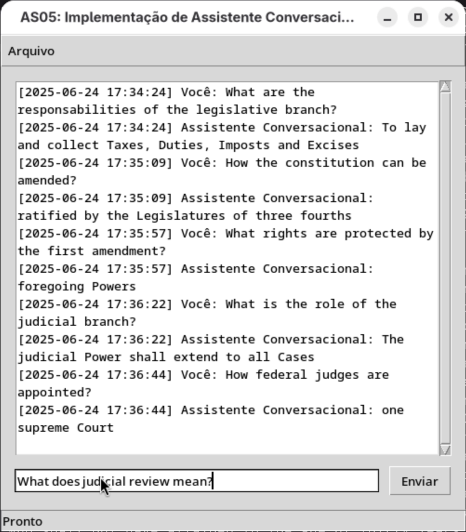 AS05: Implementação de Assistente Conversaci...
Arquivo
[2025-06-24 17:34:24] Você: What are the
responsabilities of the legislative branch?
[2025-06-24 17:34:24] Assistente Conversacional: To lay
and collect Taxes, Duties, Imposts and Excises
[2025-06-24 17:35:09] Você: How the constitution can be
amended?
[2025-06-24 17:35:09] Assistente Conversacional:
ratified by the Legislatures of three fourths
[2025-06-24 17:35:57] Você: What rights are protected by
the first amendment?
[2025-06-24 17:35:57] Assistente Conversacional:
foregoing Powers
[2025-06-24 17:36:22] Você: What is the role of the
judicial branch?
[2025-06-24 17:36:22] Assistente Conversacional: The
judicial Power shall extend to all Cases
[2025-06-24 17:36:44] Você: How federal judges are
appointed?
[2025-06-24 17:36:44] Assistente Conversacional: one
supreme Court
What does judicial review mean?
Enviar
Pronto